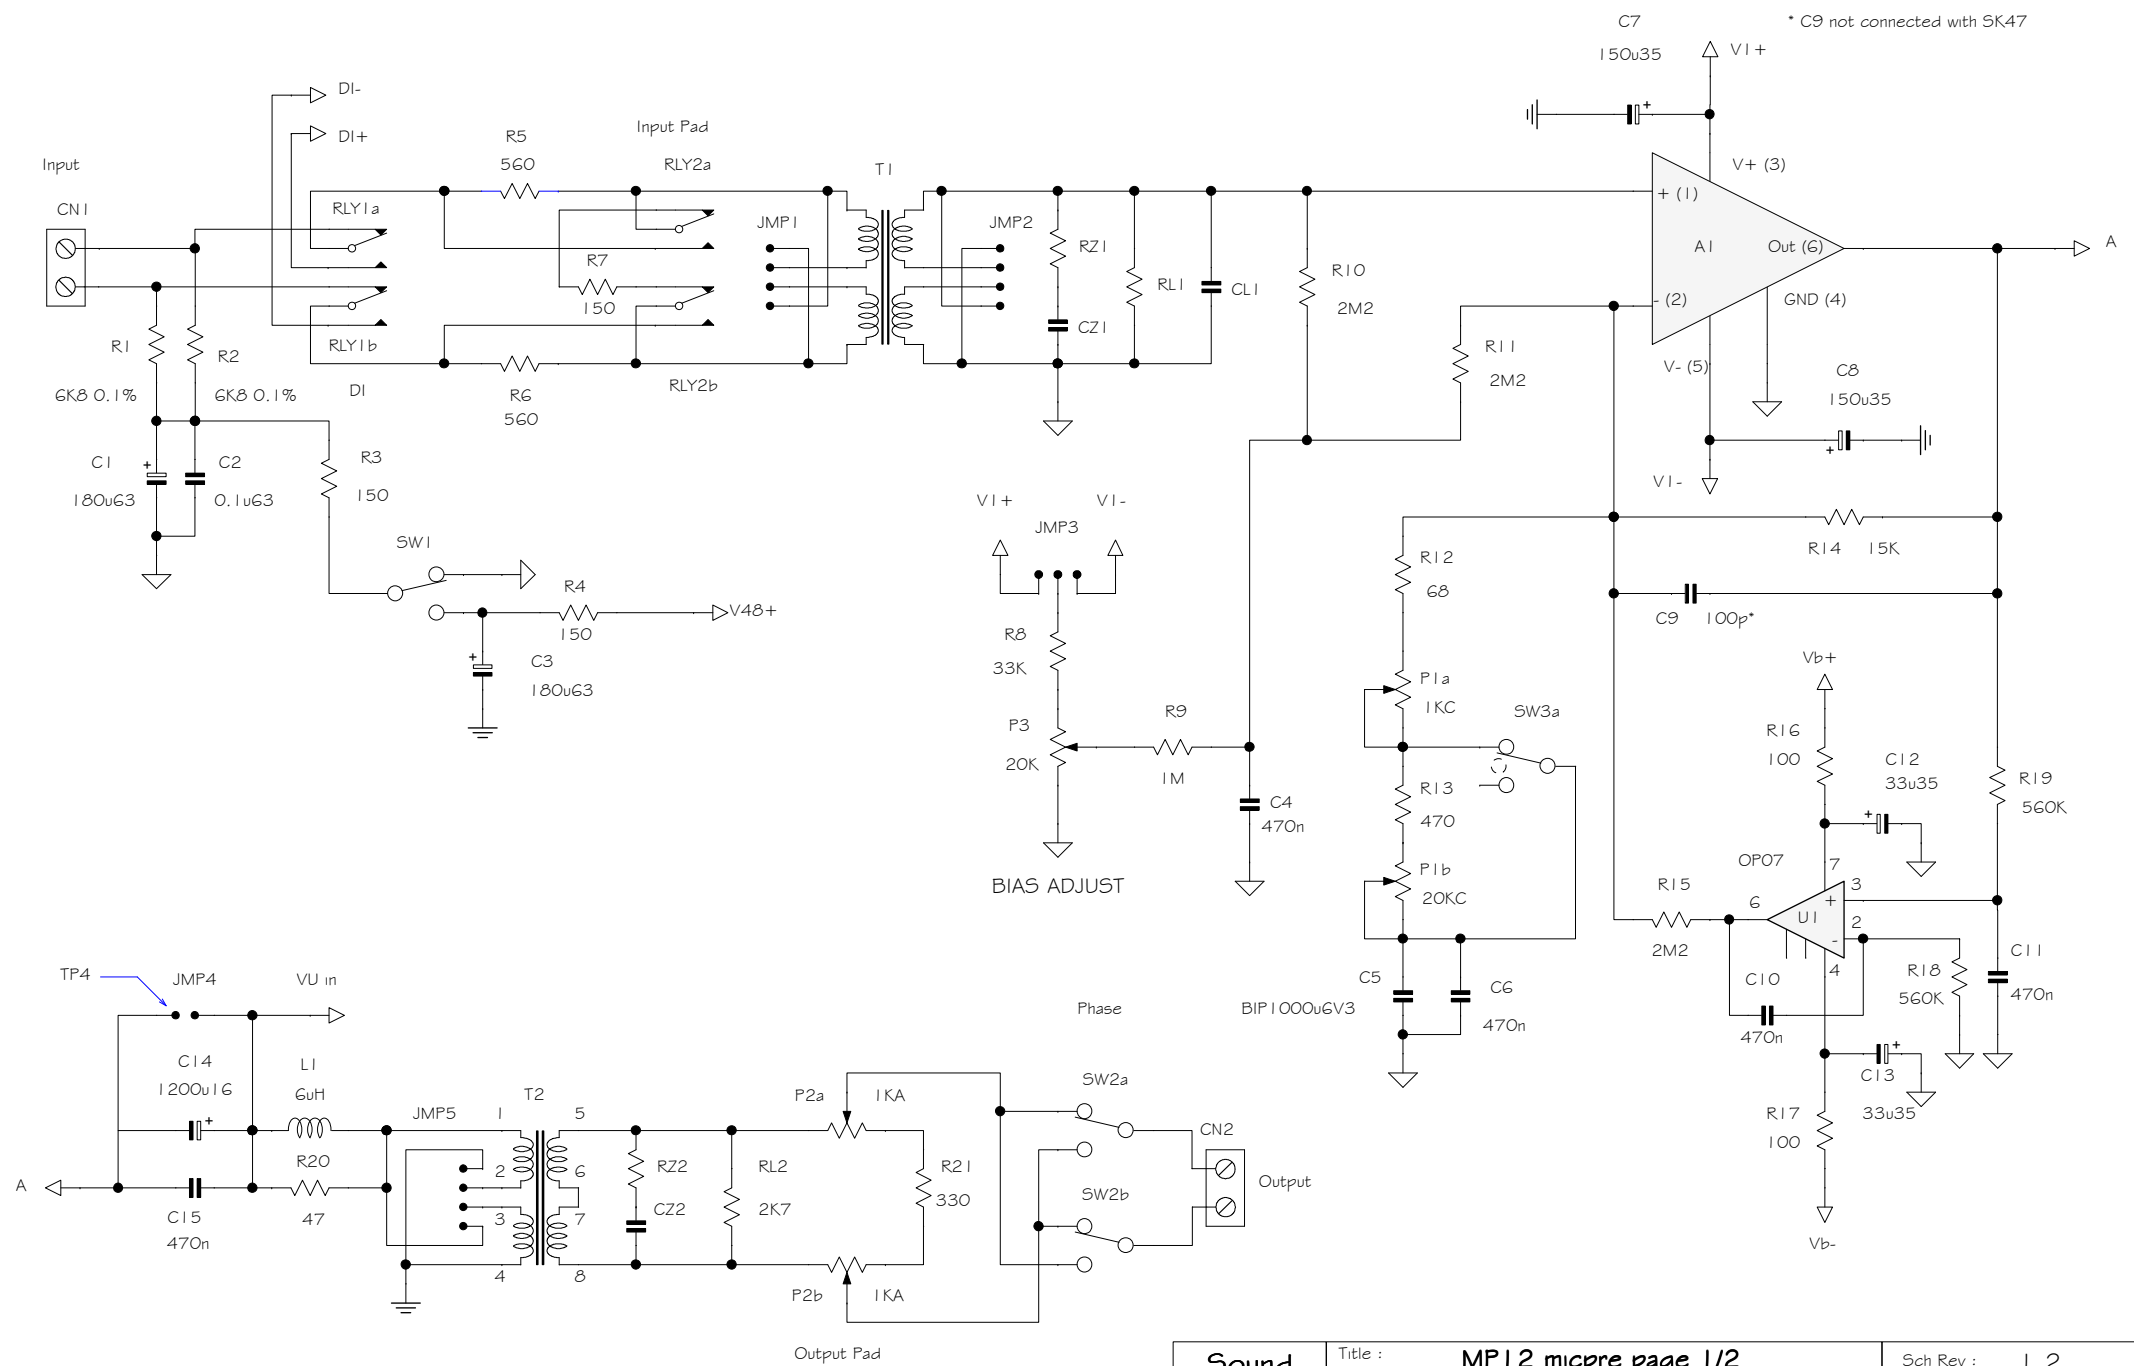 C7
150u35
* C9 not connected with SK47
V1+
DI-
DI+
Input
CN1
R5
560
Input Pad
RLY2a
T1
V+ (3)
RLY1a
JMP1
JMP2
+ (1)
A1
Out (6)
A
R7
150
RZ1
RL1
CL1
R10
2M2
- (2)
GND (4)
R1
6K8 0.1%
R2
6K8 0.1%
RLY1b
DI
R6
560
RLY2b
CZ1
R11
2M2
V- (5)
C8
150u35
C1
180u63
C2
0.1u63
R3
150
V1-
V1+
JMP3
V1-
SW1
R4
150
V48+
C3
180u63
R14
15K
R12
68
C9
100p*
R8
33K
P1a
1KC
Vb+
P3
20K
R9
1M
SW3a
R16
100
C12
33u35
R19
560K
C4
470n
R13
470
BIAS ADJUST
P1b
20KC
OP07
7
3
R15
2M2
6
U1
+
2
-
4
C5
BIP1000u6V3
C6
470n
C10
470n
R18
560K
C11
470n
C13
33u35
R17
100
Vb-
TP4
JMP4
VU in
C14
1200u16
L1
6uH
JMP5
1
T2
5
P2a
1KA
Phase
SW2a
CN2
Output
A
C15
470n
R20
47
2
3
4
6
7
8
RZ2
CZ2
RL2
2K7
R21
330
SW2b
P2b
1KA
Output Pad
Sound
Title :
MP12 micpre page 1/2
Sch Rev :
1.2